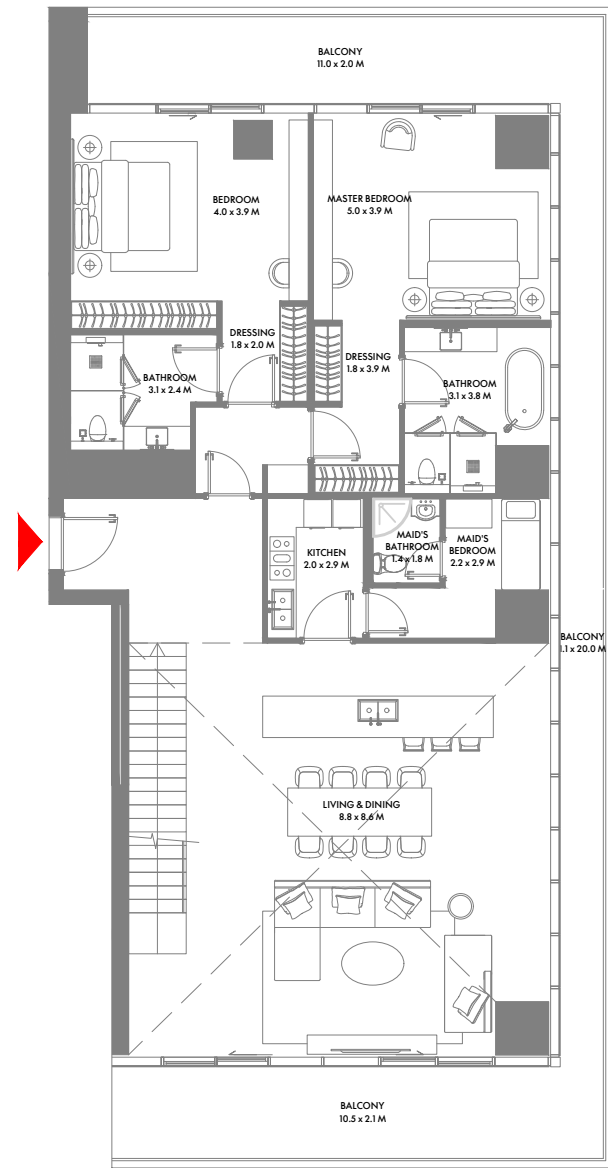 BALCONY
11.0 x 2.0 M
BEDROOM
4.0 x 3.9 M
MASTER BEDROOM
5.0 x 3.9 M
DRESSING
1.8 x 2.0 M
DRESSING
1.8 x 3.9 M
BATHROOM
3.1 x 2.4 M
BATHROOM
3.1 x 3.8 M
KITCHEN
2.0 x 2.9 M
MAID'S
BATHROOM
1.4 x 1.8 M
MAID'S
BEDROOM
2.2 x 2.9 M
BALCONY
1.1 x 20.0 M
LIVING & DINING
8.8 x 8.6 M
BALCONY
10.5 x 2.1 M